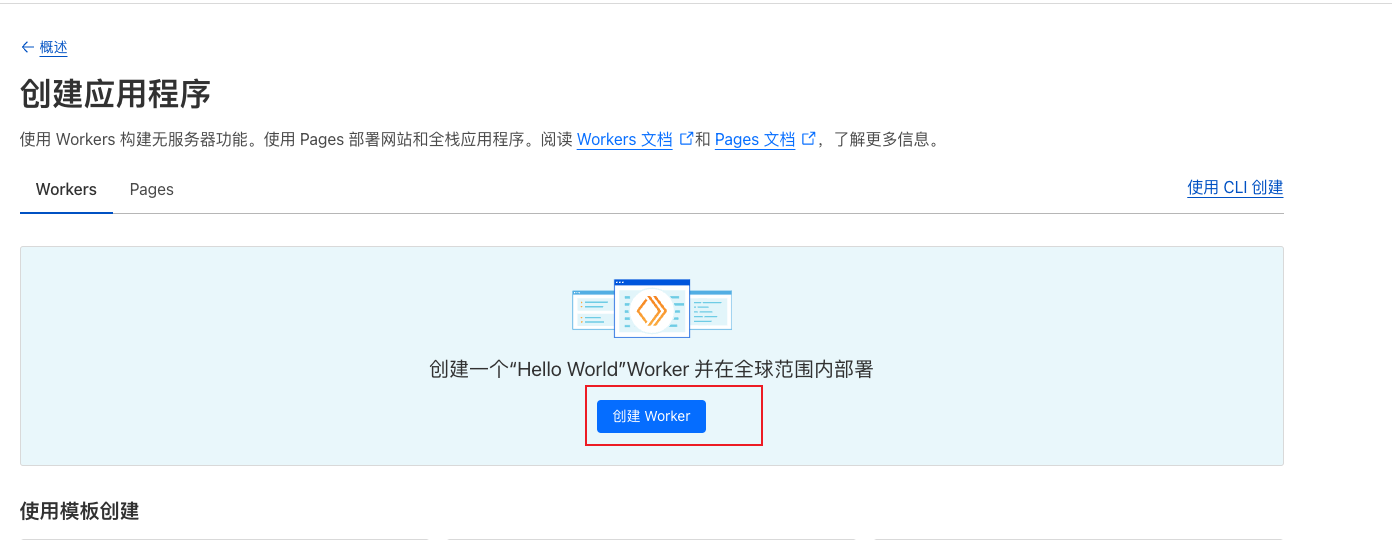 ← 概述
创建应用程序
使用 Workers 构建无服务器功能。使用 Pages 部署网站和全栈应用程序。阅读 Workers 文档 和 Pages 文档 ，了解更多信息。
Workers Pages 使用 CLI 创建
创建一个“Hello World”Worker 并在全球范围内部署
创建 Worker
使用模板创建